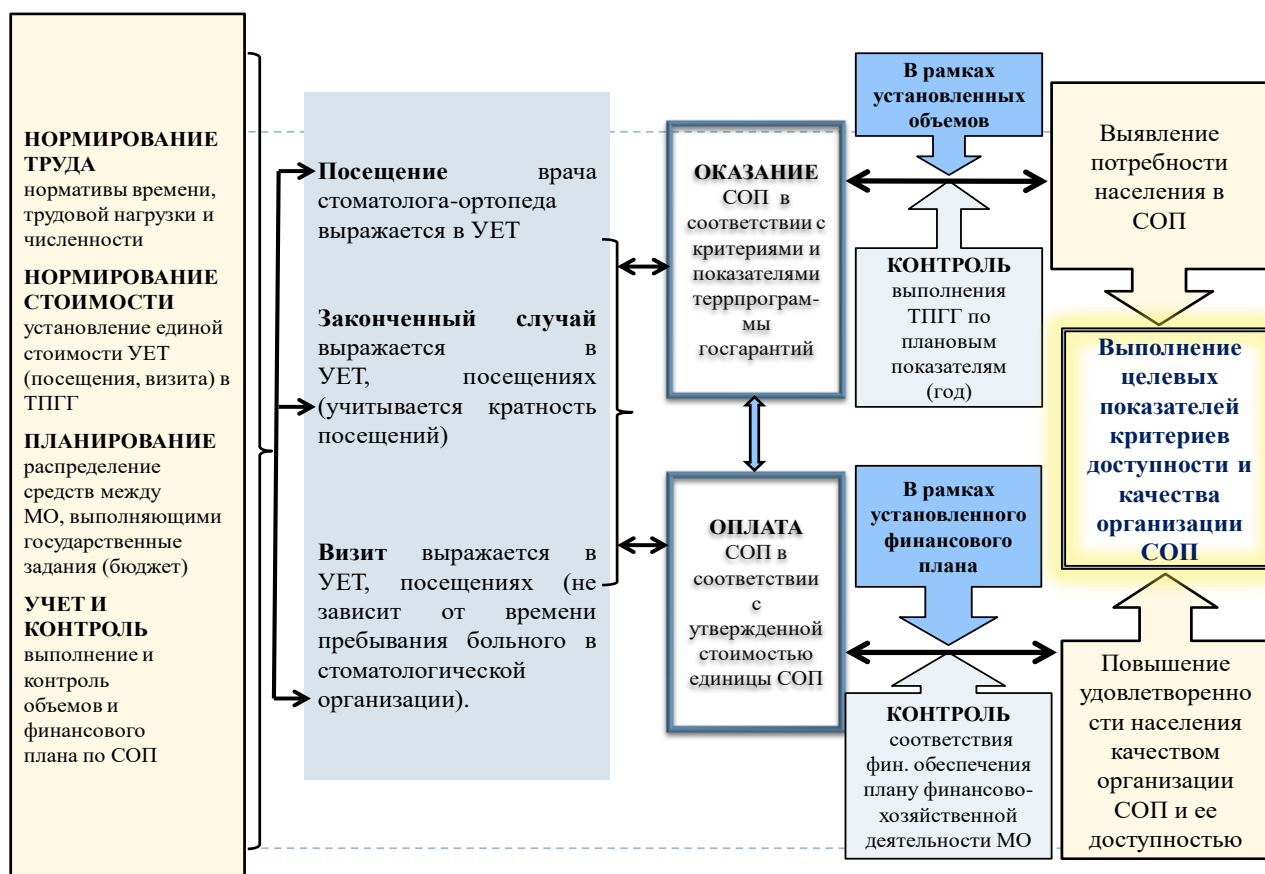 НОРМИРОВАНИЕ
ТРУДА
нормативы времени,
трудовой нагрузки и
численности
НОРМИРОВАНИЕ
СТОИМОСТИ
установление единой
стоимости УЕТ
(посещения, визита) в
ТПГГ
ПЛАНИРОВАНИЕ
распределение
средств между
МО, выполняющими
государственные
задания (бюджет)
УЧЕТ И
КОНТРОЛЬ
выполнение и
контроль
объемов и
финансового
плана по СОП
Посещение врача
стоматолога-ортопеда
выражается в УЕТ
Законченный случай
выражается в
УЕТ, посещениях
(учитывается кратность
посещений)
Визит выражается в
УЕТ, посещениях (не
зависит от времени
пребывания больного в
стоматологической
организации).
ОКАЗАНИЕ
СОП в
соответствии с
критериями и
показателями
террпрограм-
мы
госгарантий
ОПЛАТА
СОП в
соответствии
с
утвержденной
стоимостью
единицы СОП
В рамках
установленных
объемов
КОНТРОЛЬ
выполнения
ТПГГ по
плановым
показателям
(год)
В рамках
установленного
финансового
плана
КОНТРОЛЬ
соответствия
фин. обеспечения
плану финансово-
хозяйственной
деятельности МО
Выявление
потребности
населения в
СОП
Выполнение
целевых
показателей
критериев
доступности и
качества
организации
СОП
Повышение
удовлетворенно
сти населения
качеством
организации
СОП и ее
доступностью